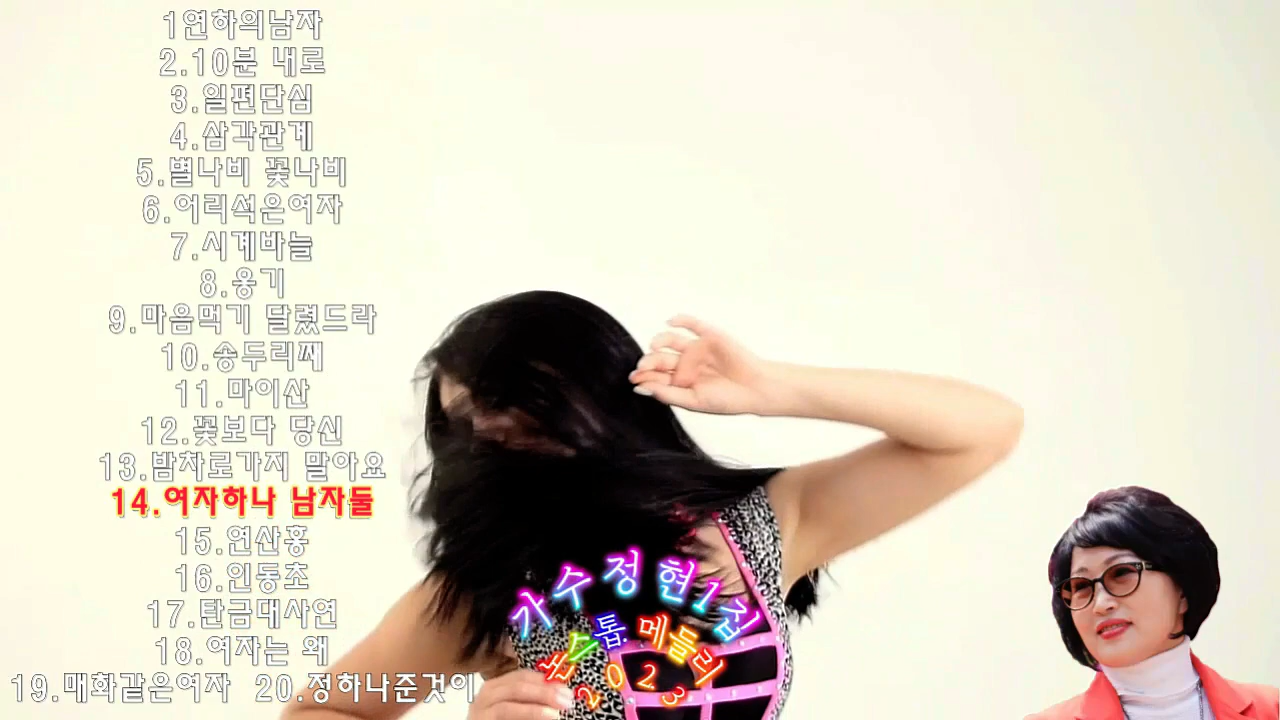 1연하의남자
2.10분 내로
3.일편단심
4.삼각관계
5.별나비 꽃나비
6.어리석은여자
7.시계바늘
8.옹기
9.마음먹기 달렸드라
10.송두리째
11.마이산
12.꽃보다 당신
13.밤차로가지 말아요
14.여자하나 남자둘
15.연산홍
16.인동초
17.탄금대사연
18.여자는 왜
19.매화같은여자 20.정하나준것이
가수정현1집
논스톱 메들리
2023